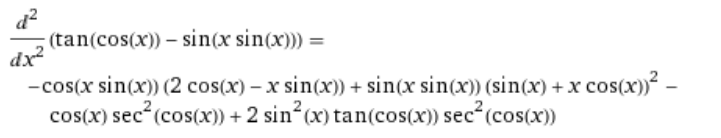 d²/dx² (tan(cos(x)) − sin(x sin(x))) =
−cos(x sin(x)) (2 cos(x) − x sin(x)) + sin(x sin(x)) (sin(x) + x cos(x))² −
cos(x) sec²(cos(x)) + 2 sin²(x) tan(cos(x)) sec²(cos(x))